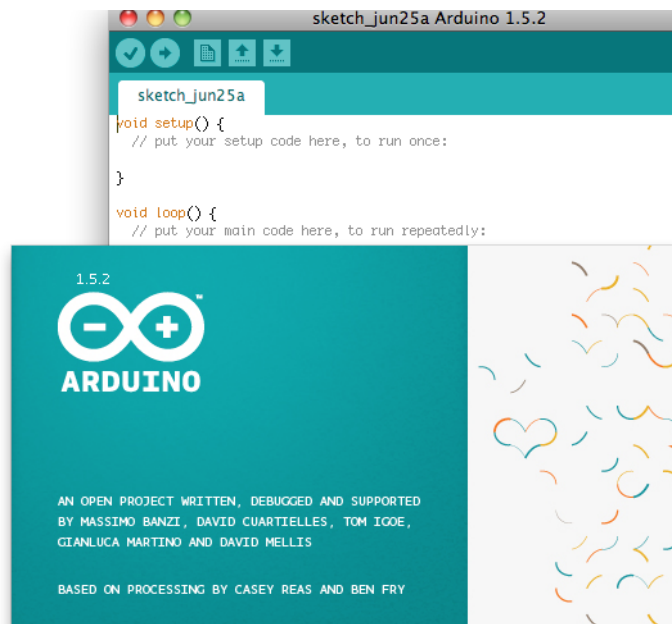 sketch_jun25a Arduino 1.5.2
sketch_jun25a
void setup() {
// put your setup code here, to run once:
}
void loop() {
// put your main code here, to run repeatedly:
1.5.2
ARDUINO
™
AN OPEN PROJECT WRITTEN, DEBUGGED AND SUPPORTED
BY MASSIMO BANZI, DAVID CUARTIELLES, TOM IGOE,
GIANLUCA MARTINO AND DAVID MELLIS
BASED ON PROCESSING BY CASEY REAS AND BEN FRY